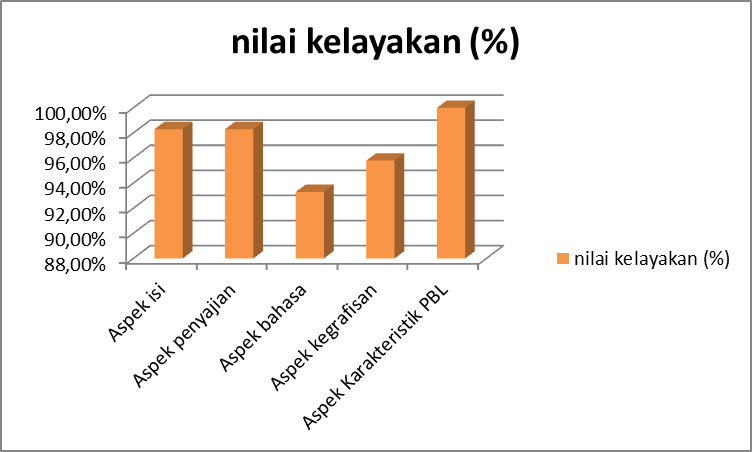 nilai kelayakan (%)
100,00%
98,00%
96,00%
94,00%
92,00%
90,00%
88,00%
Aspek isi
Aspek penyajian
Aspek bahasa
Aspek kegrafisan
Aspek Karakteristik PBL
nilai kelayakan (%)